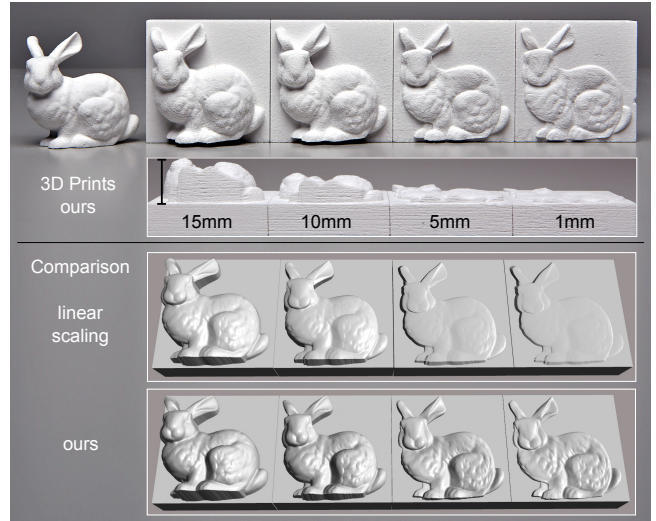 3D Prints
ours
15mm
10mm
5mm
1mm
Comparison
linear
scaling
ours